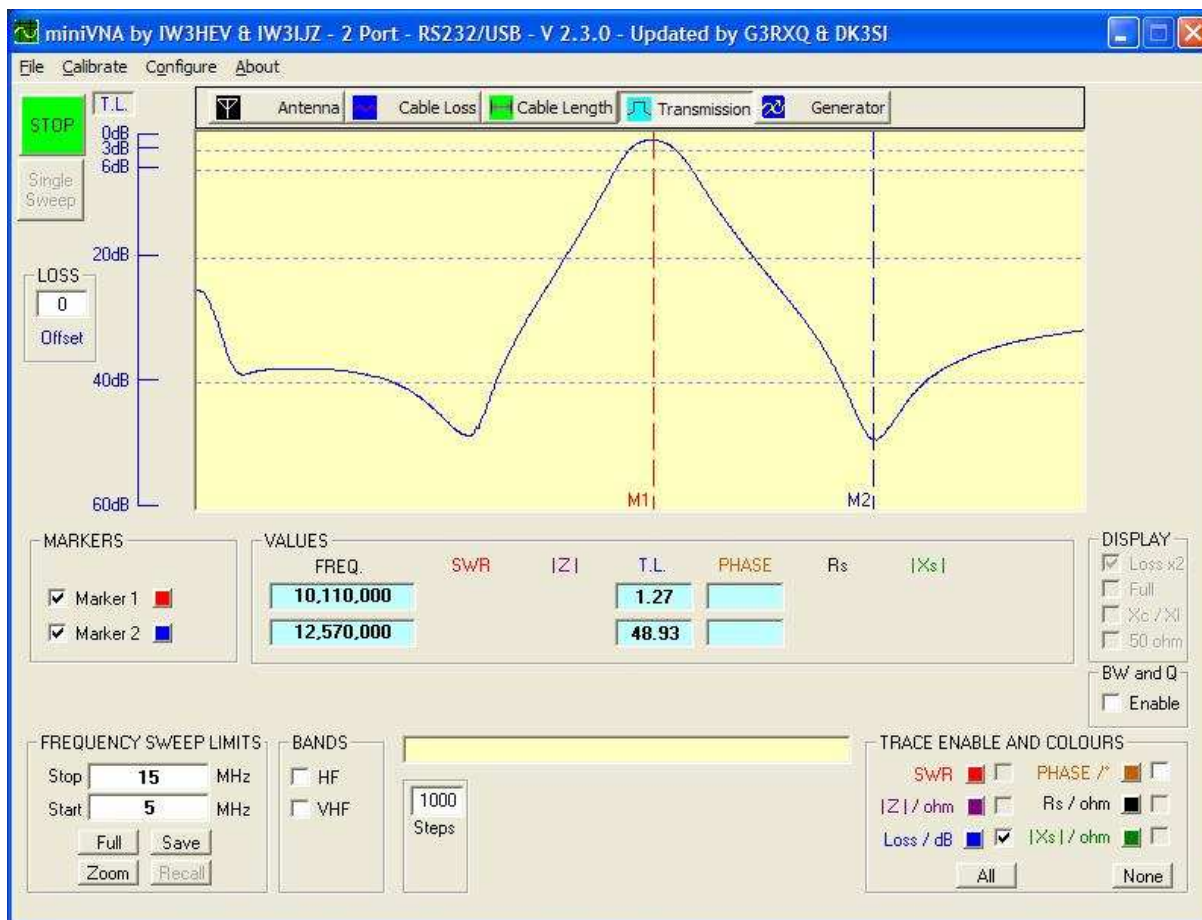 miniVNA by IW3HEV & IW3IJZ - 2 Port - RS232/USB - V 2.3.0 - Updated by G3RXQ & DK3SI
File Calibrate Configure About
STOP
T.L.
Antenna Cable Loss Cable Length Transmission Generator
0dB
3dB
6dB
Single
Sweep
20dB
LOSS
0
Offset
40dB
60dB
M1 M2
MARKERS
Marker 1
Marker 2
VALUES
FREQ. SWR |Z| T.L. PHASE Rs |Xs|
10,110,000 1.27
12,570,000 48.93
DISPLAY
Loss x2
Full
Xc / Xl
50 ohm
BW and Q
Enable
FREQUENCY SWEEP LIMITS
Stop 15 MHz
Start 5 MHz
Full Save
Zoom Recall
BANDS
HF
VHF
1000
Steps
TRACE ENABLE AND COLOURS
SWR PHASE /°
|Z| / ohm Rs / ohm
Loss / dB |Xs| / ohm
All None